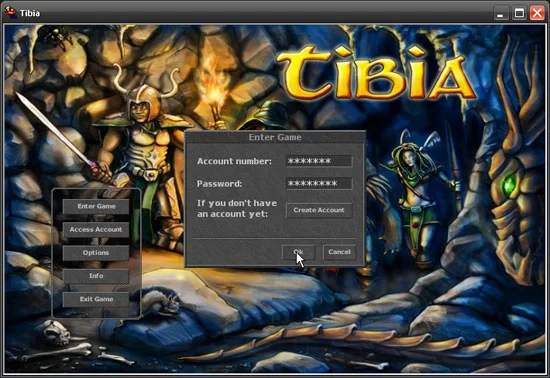 Tibia
TIBIA
Enter Game
Account number: *******
Password: ********
If you don't have
an account yet:
Create Account
Ok
Cancel
Enter Game
Access Account
Options
Info
Exit Game